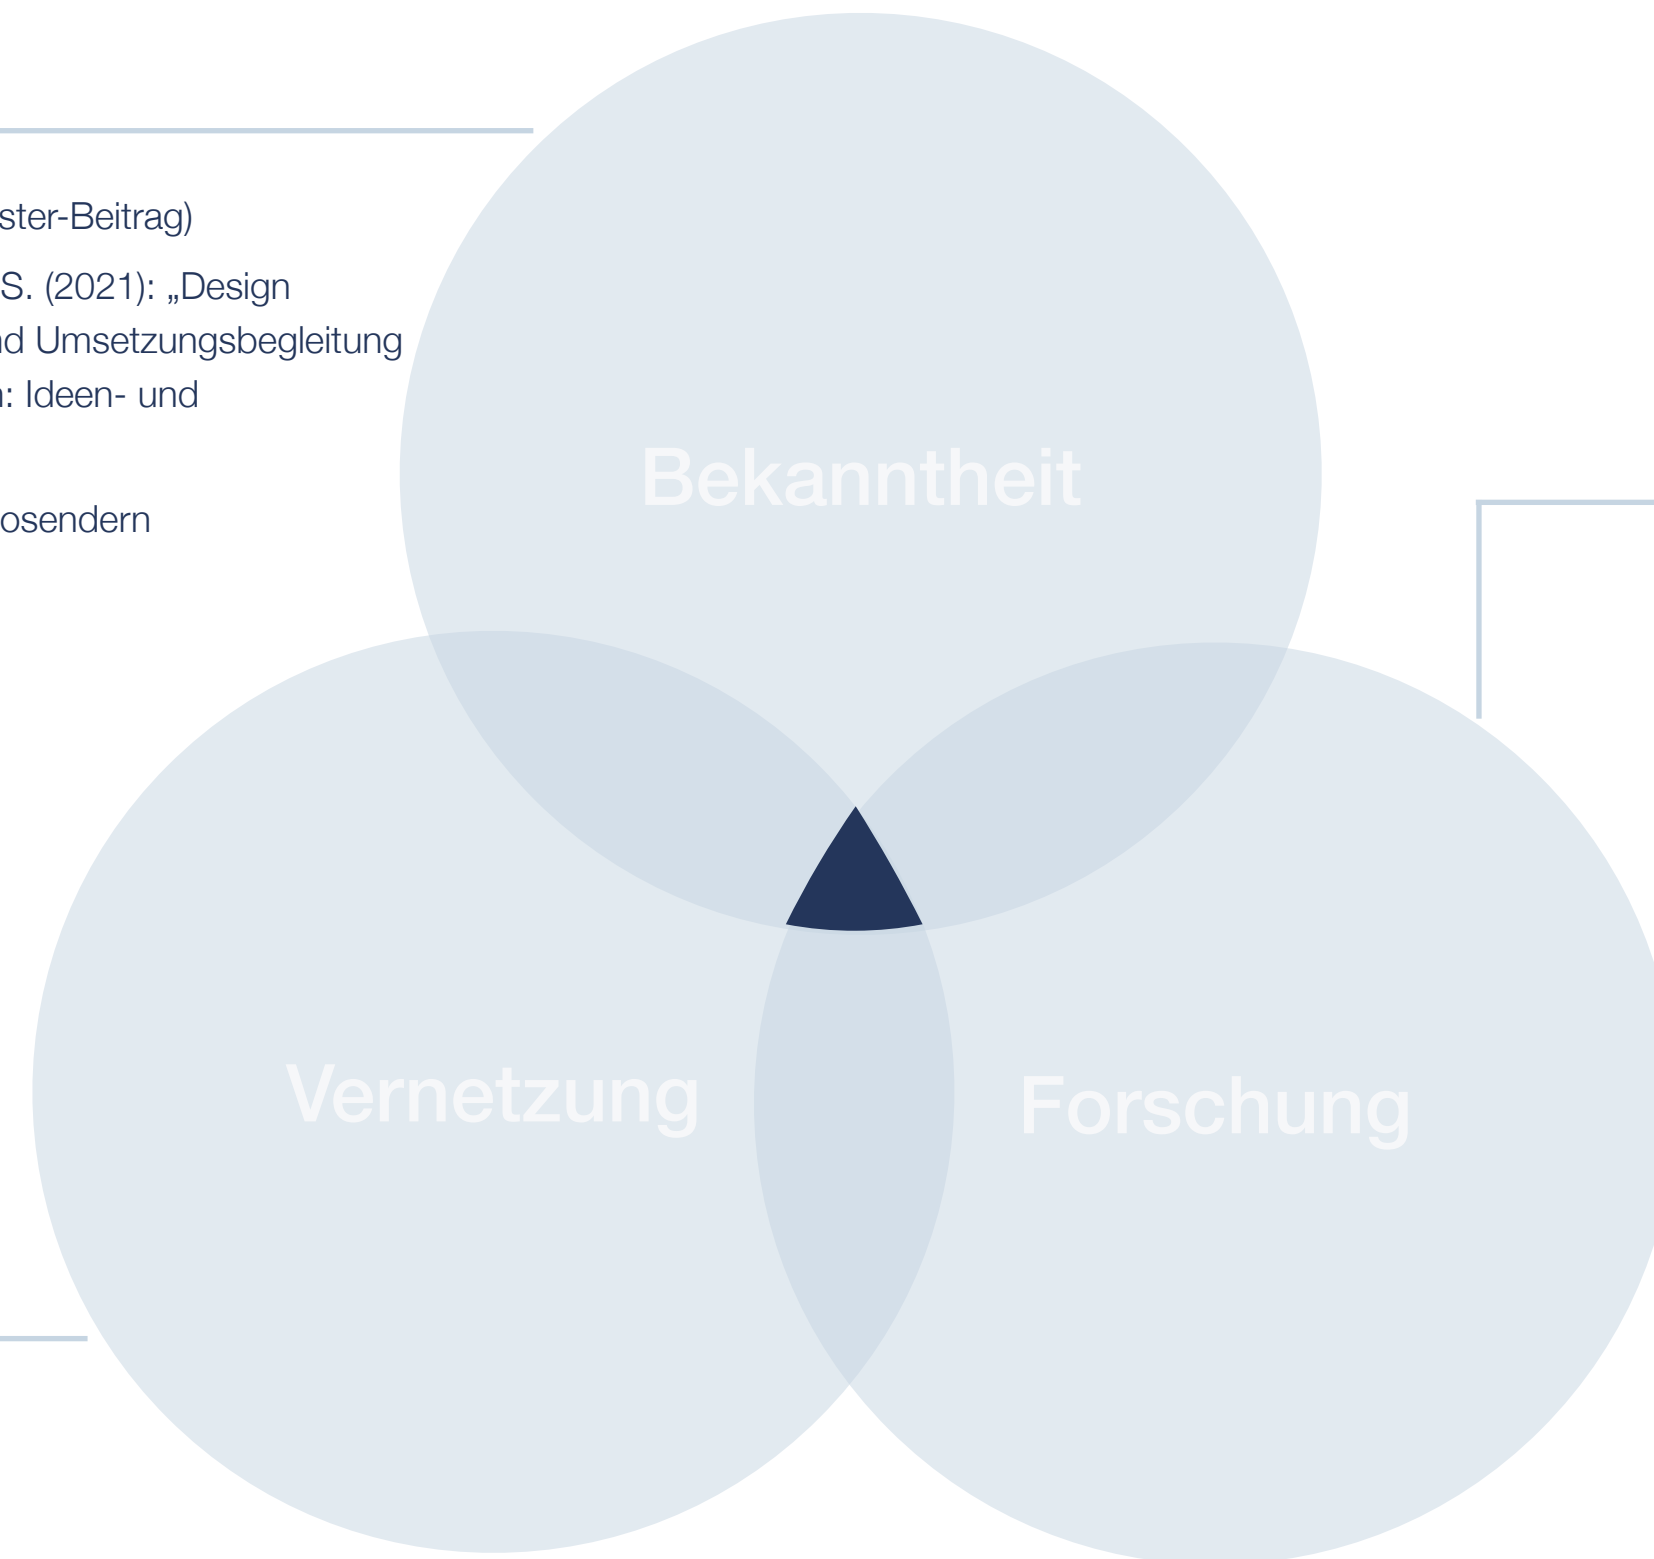 ster-Beitrag)
S. (2021): „Design
d Umsetzungsbegleitung
: Ideen- und
osendern
Bekanntheit
Vernetzung
Forschung